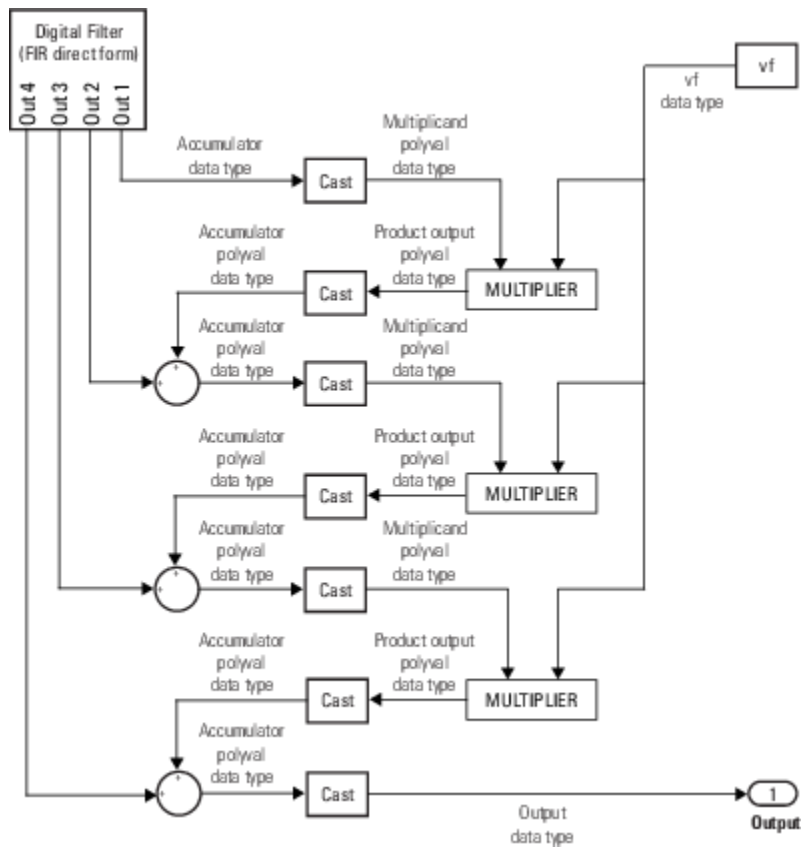 Digital Filter
(FIR direct form)
Out 4
Out 3
Out 2
Out 1
vf
vf
data type
Accumulator
data type
Cast
Multiplicand
polyval
data type
Accumulator
polyval
data type
Cast
Product output
polyval
data type
MULTIPLIER
Accumulator
polyval
data type
Cast
Multiplicand
polyval
data type
+
+
Accumulator
polyval
data type
Cast
Product output
polyval
data type
MULTIPLIER
Accumulator
polyval
data type
Cast
Multiplicand
polyval
data type
+
+
Accumulator
polyval
data type
Cast
Product output
polyval
data type
MULTIPLIER
Accumulator
polyval
data type
+
+
Cast
Output
data type
1
Output